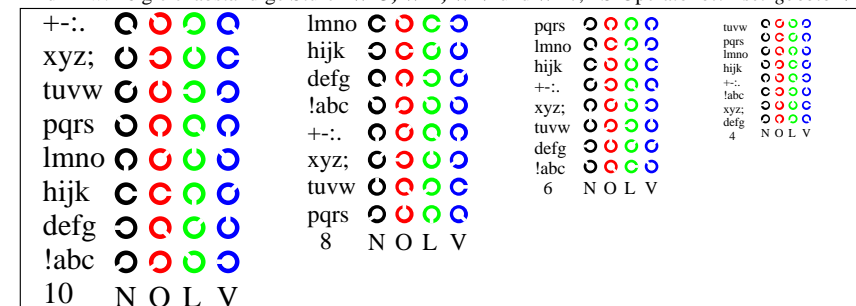 +-:.
xyz;
tuvw
pqrs
lmno
hijk
defg
!abc
10 N O L V
lmno
hijk
defg
!abc
+-:.
xyz;
tuvw
pqrs
8 N O L V
pqrs
lmno
hijk
+-:.
xyz;
tuvw
defg
!abc
6 N O L V
tuvw
pqrs
lmno
hijk
+-:.
!abc
xyz;
defg
4 N O L V